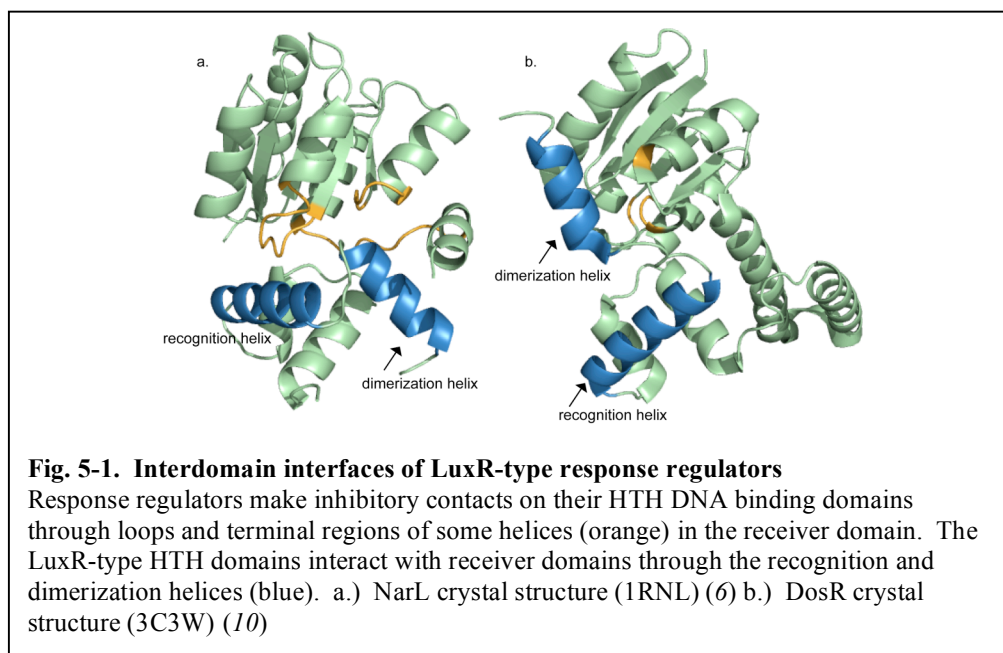 a.
b.
dimerization helix
recognition helix
dimerization helix
recognition helix
Fig. 5-1. Interdomain interfaces of LuxR-type response regulators
Response regulators make inhibitory contacts on their HTH DNA binding domains
through loops and terminal regions of some helices (orange) in the receiver domain. The
LuxR-type HTH domains interact with receiver domains through the recognition and
dimerization helices (blue). a.) NarL crystal structure (1RNL) (6) b.) DosR crystal
structure (3C3W) (10)